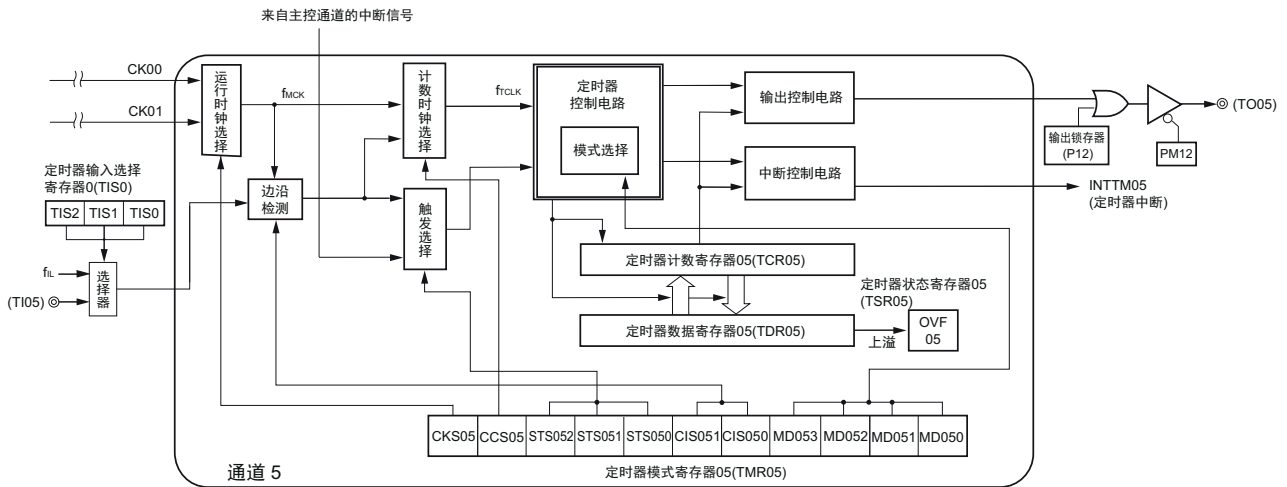 来自主控通道的中断信号
CK00
CK01
运行时钟选择
fMCK
计数时钟选择
fTCLK
定时器
控制电路
模式选择
输出控制电路
中断控制电路
输出锁存器
(P12)
PM12
(TO05)
INTTM05
(定时器中断)
定时器输入选择
寄存器0(TIS0)
TIS2 TIS1 TIS0
fIL
(TI05)
选择器
边沿
检测
触发选择
定时器计数寄存器05(TCR05)
定时器数据寄存器05(TDR05)
定时器状态寄存器05
(TSR05)
上溢
OVF
05
CKS05 CCS05 STS052 STS051 STS050 CIS051 CIS050 MD053 MD052 MD051 MD050
定时器模式寄存器05(TMR05)
通道 5